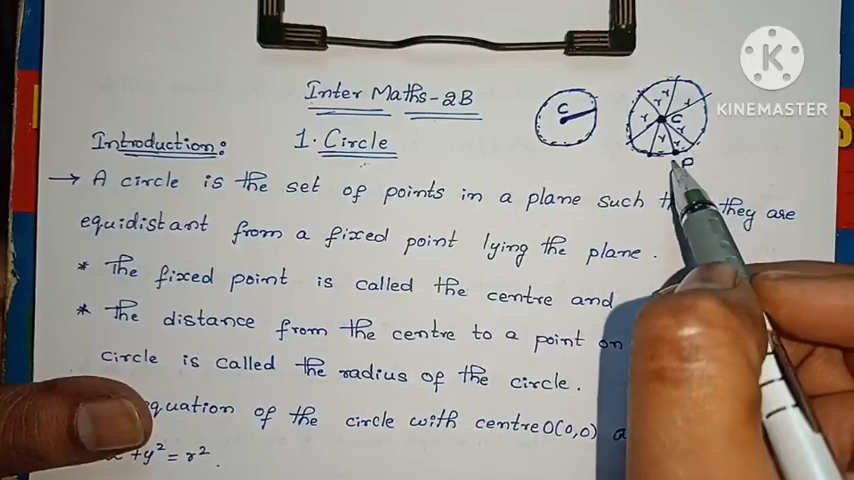 Inter Maths-2B
1. Circle
Introduction:
→ A circle is the set of points in a plane such they are
equidistant from a fixed point lying the plane.
* The fixed point is called the centre and
* The distance from the centre to a point on
circle is called the radius of the circle.
equation of the circle with centre O(0,0)
+ y² = r².
C
r r r r r r r C
P
K
KINEMASTER